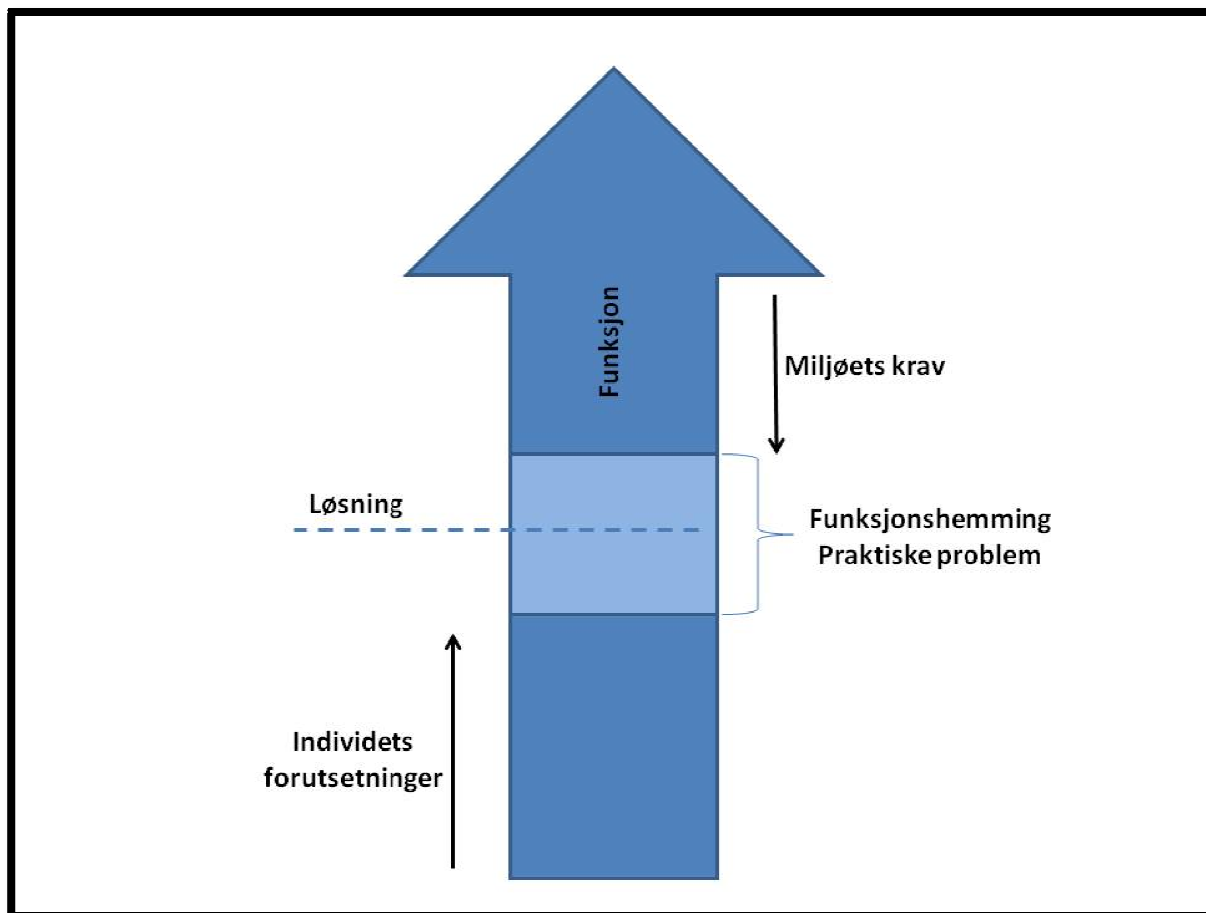 Funksjon
Miljøets krav
Løsning
Funksjonshemming
Praktiske problem
Individets
forutsetninger